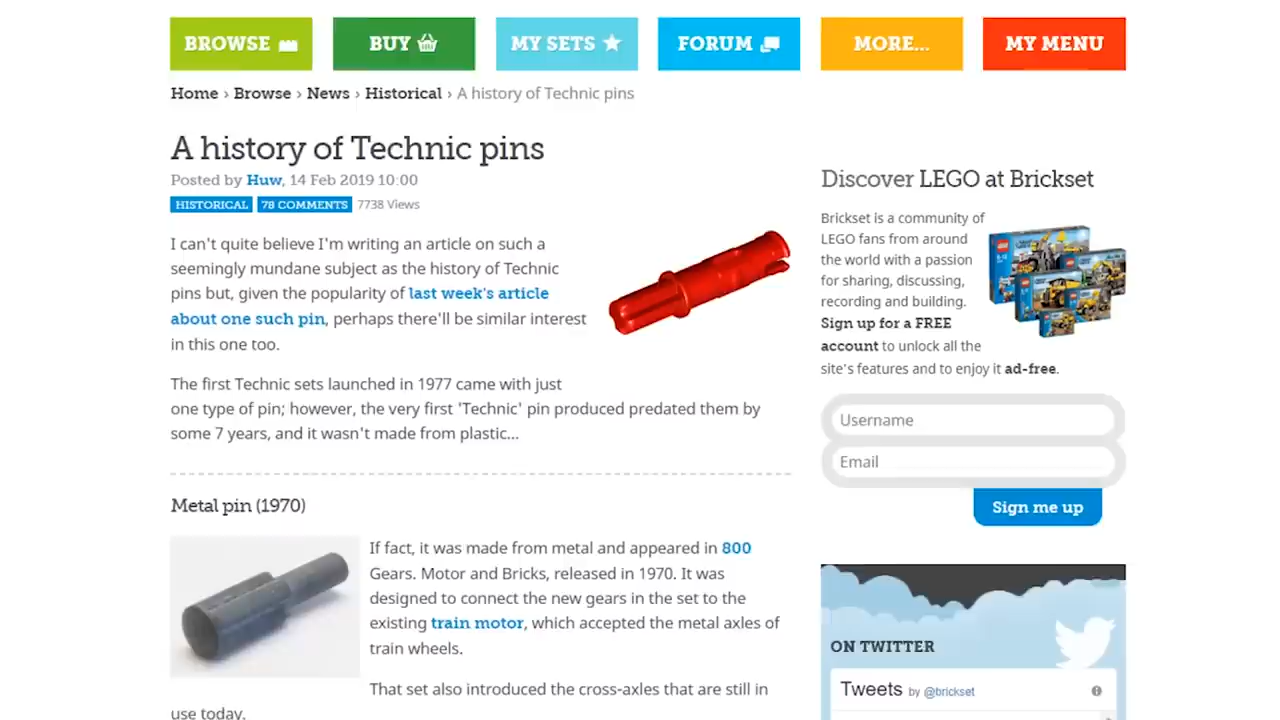 BROWSE
BUY
MY SETS
FORUM
MORE...
MY MENU
Home › Browse › News › Historical › A history of Technic pins
A history of Technic pins
Posted by Huw, 14 Feb 2019 10:00
HISTORICAL 78 COMMENTS 7738 Views
I can't quite believe I'm writing an article on such a
seemingly mundane subject as the history of Technic
pins but, given the popularity of last week's article
about one such pin, perhaps there'll be similar interest
in this one too.
The first Technic sets launched in 1977 came with just
one type of pin; however, the very first 'Technic' pin produced predated them by
some 7 years, and it wasn't made from plastic...
Metal pin (1970)
If fact, it was made from metal and appeared in 800
Gears. Motor and Bricks, released in 1970. It was
designed to connect the new gears in the set to the
existing train motor, which accepted the metal axles of
train wheels.
That set also introduced the cross-axles that are still in
use today.
Discover LEGO at Brickset
Brickset is a community of
LEGO fans from around
the world with a passion
for sharing, discussing,
recording and building.
Sign up for a FREE
account to unlock all the
site's features and to enjoy it ad-free.
Username
Email
Sign me up
ON TWITTER
Tweets by @brickset